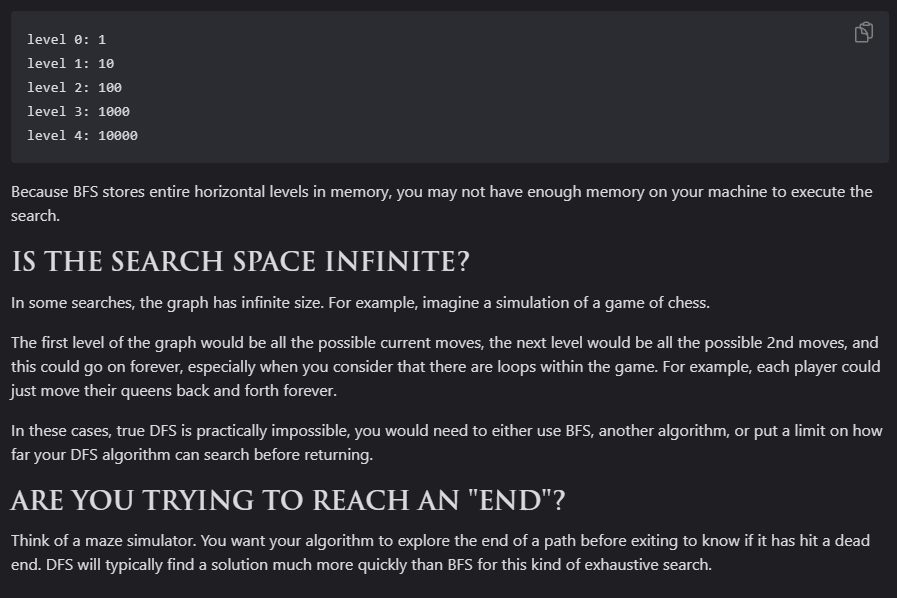 level 0: 1
level 1: 10
level 2: 100
level 3: 1000
level 4: 10000
Because BFS stores entire horizontal levels in memory, you may not have enough memory on your machine to execute the
search.
IS THE SEARCH SPACE INFINITE?
In some searches, the graph has infinite size. For example, imagine a simulation of a game of chess.
The first level of the graph would be all the possible current moves, the next level would be all the possible 2nd moves, and
this could go on forever, especially when you consider that there are loops within the game. For example, each player could
just move their queens back and forth forever.
In these cases, true DFS is practically impossible, you would need to either use BFS, another algorithm, or put a limit on how
far your DFS algorithm can search before returning.
ARE YOU TRYING TO REACH AN "END"?
Think of a maze simulator. You want your algorithm to explore the end of a path before exiting to know if it has hit a dead
end. DFS will typically find a solution much more quickly than BFS for this kind of exhaustive search.